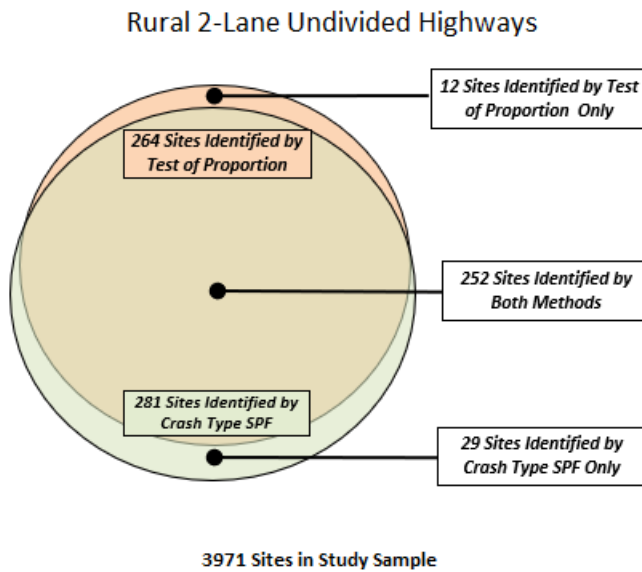 Rural 2-Lane Undivided Highways
12 Sites Identified by Test
of Proportion Only
264 Sites Identified by
Test of Proportion
252 Sites Identified by
Both Methods
281 Sites Identified by
Crash Type SPF
29 Sites Identified by
Crash Type SPF Only
3971 Sites in Study Sample